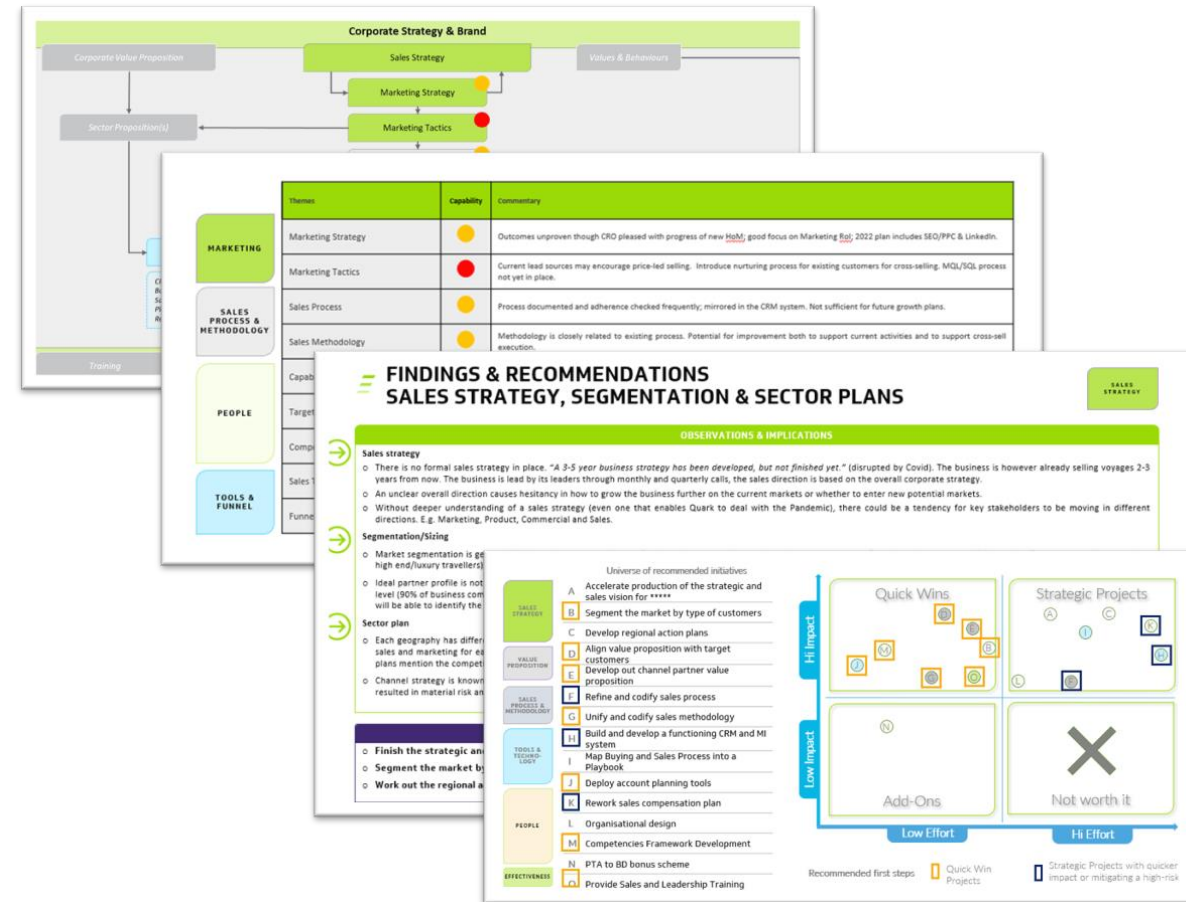 Corporate Strategy & Brand
Corporate Value Proposition
Sales Strategy
Values & Behaviours
Marketing Strategy
Sector Proposition(s)
Marketing Tactics
Training
Themes
Capability
Commentary
MARKETING
Marketing Strategy
Outcomes unproven though CRO pleased with progress of new HoM; good focus on Marketing RoI; 2022 plan includes SEO/PPC & LinkedIn.
Marketing Tactics
Current lead sources may encourage price-led selling. Introduce nurturing process for existing customers for cross-selling. MQL/SQL process
not yet in place.
SALES
PROCESS &
METHODOLOGY
Sales Process
Process documented and adherence checked frequently; mirrored in the CRM system. Not sufficient for future growth plans.
Sales Methodology
Methodology is closely related to existing process. Potential for improvement both to support current activities and to support cross-sell
execution.
PEOPLE
Capab
Target
Compe
TOOLS &
FUNNEL
Sales T
Funne
FINDINGS & RECOMMENDATIONS
SALES STRATEGY, SEGMENTATION & SECTOR PLANS
SALES
STRATEGY
OBSERVATIONS & IMPLICATIONS
Sales strategy
o There is no formal sales strategy in place. "A 3-5 year business strategy has been developed, but not finished yet." (disrupted by Covid). The business is however already selling voyages 2-3
years from now. The business is lead by its leaders through monthly and quarterly calls, the sales direction is based on the overall corporate strategy.
o An unclear overall direction causes hesitancy in how to grow the business further on the current markets or whether to enter new potential markets.
o Without deeper understanding of a sales strategy (even one that enables Quark to deal with the Pandemic), there could be a tendency for key stakeholders to be moving in different
directions. E.g. Marketing, Product, Commercial and Sales.
Segmentation/Sizing
o Market segmentation is ge
high end/luxury travellers)
o Ideal partner profile is not
level (90% of business com
will be able to identify the
Sector plan
o Each geography has differ
sales and marketing for ea
plans mention the competi
o Channel strategy is known
resulted in material risk an
o Finish the strategic an
o Segment the market by
o Work out the regional a
Universe of recommended initiatives
SALES
STRATEGY
A Accelerate production of the strategic and
sales vision for *****
B Segment the market by type of customers
C Develop regional action plans
VALUE
PROPOSITION
D Align value proposition with target
customers
E Develop out channel partner value
proposition
SALES
PROCESS &
METHODOLOGY
F Refine and codify sales process
G Unify and codify sales methodology
TOOLS &
TECHNO-
LOGY
H Build and develop a functioning CRM and MI
system
I Map Buying and Sales Process into a
Playbook
J Deploy account planning tools
PEOPLE
K Rework sales compensation plan
L Organisational design
M Competencies Framework Development
N PTA to BD bonus scheme
EFFECTIVENESS
O Provide Sales and Leadership Training
Hi Impact
Low Impact
Quick Wins
D
E
B
M
J
G
O
Strategic Projects
A
C
I
K
H
L
F
N
Add-Ons
Not worth it
Low Effort
Hi Effort
Recommended first steps
Quick Win
Projects
Strategic Projects with quicker
impact or mitigating a high-risk